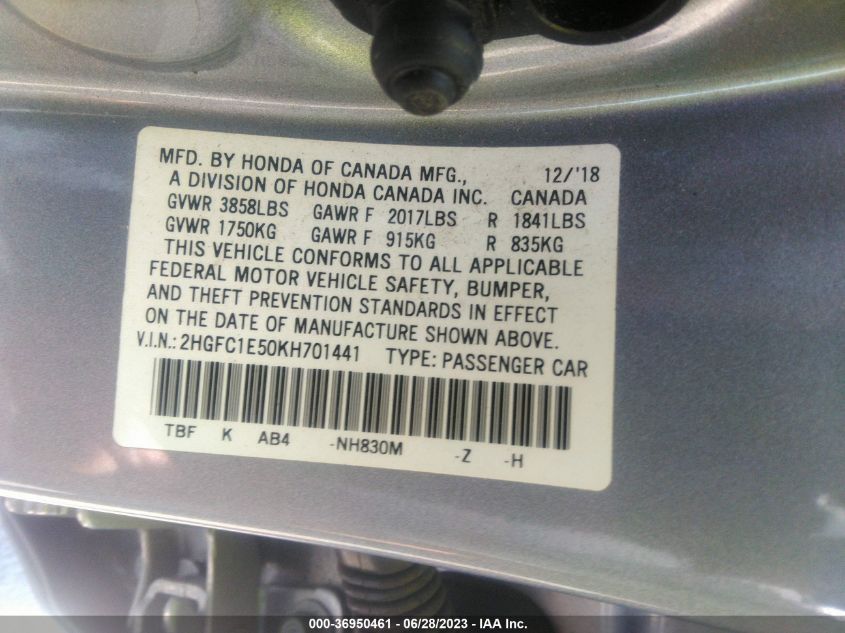 MFD. BY HONDA OF CANADA MFG., 12/'18
A DIVISION OF HONDA CANADA INC. CANADA
GVWR 3858LBS GAWR F 2017LBS R 1841LBS
GVWR 1750KG GAWR F 915KG R 835KG
THIS VEHICLE CONFORMS TO ALL APPLICABLE
FEDERAL MOTOR VEHICLE SAFETY, BUMPER,
AND THEFT PREVENTION STANDARDS IN EFFECT
ON THE DATE OF MANUFACTURE SHOWN ABOVE.
V.I.N.: 2HGFC1E50KH701441 TYPE: PASSENGER CAR
TBF K AB4 -NH830M -Z -H
000-36950461 - 06/28/2023 - IAA Inc.